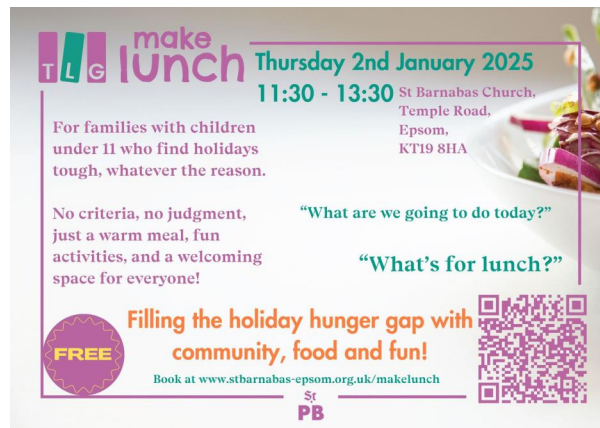 TLG make lunch
Thursday 2nd January 2025
11:30 - 13:30
St Barnabas Church,
Temple Road,
Epsom,
KT19 8HA
For families with children
under 11 who find holidays
tough, whatever the reason.
No criteria, no judgment,
just a warm meal, fun
activities, and a welcoming
space for everyone!
“What are we going to do today?”
“What’s for lunch?”
Filling the holiday hunger gap with
community, food and fun!
FREE
Book at www.stbarnabas-epsom.org.uk/makelunch
St
PB